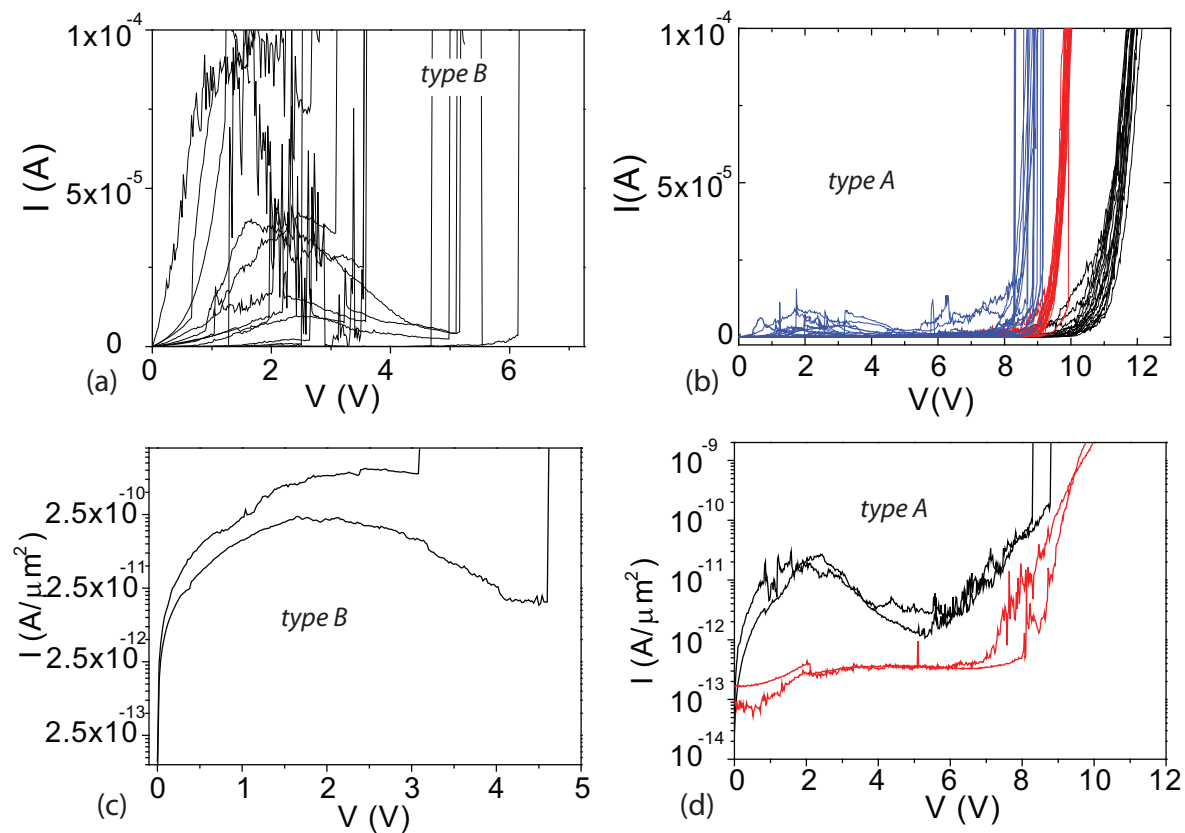 1x10⁻⁴
type B
I (A)
5x10⁻⁵
0
0 2 4 6
(a)
V (V)
1x10⁻⁴
I(A)
type A
5x10⁻⁵
0
0 2 4 6 8 10 12
(b)
V(V)
I (A/μm²)
2.5x10⁻¹⁰
2.5x10⁻¹¹
type B
2.5x10⁻¹²
2.5x10⁻¹³
0 1 2 3 4 5
(c)
V (V)
I (A/μm²)
10⁻⁹
type A
10⁻¹⁰
10⁻¹¹
10⁻¹²
10⁻¹³
10⁻¹⁴
0 2 4 6 8 10 12
(d)
V (V)